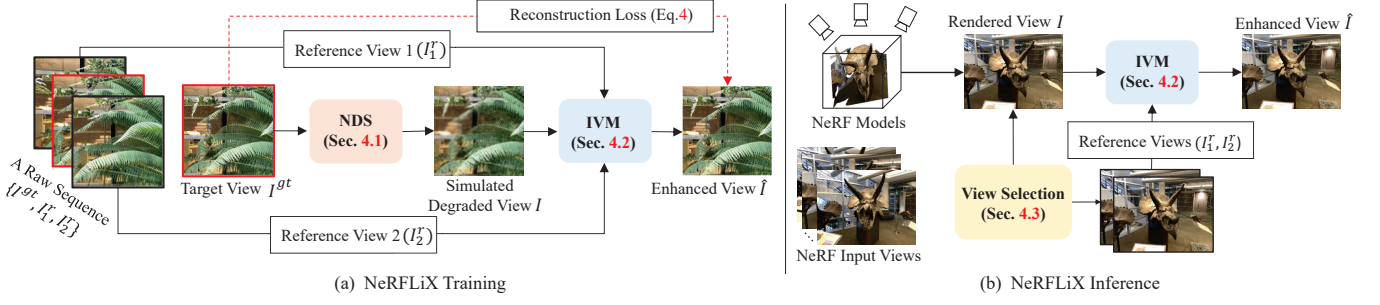 Reconstruction Loss (Eq.4)
Reference View 1 (I₁ʳ)
A Raw Sequence
{Iᵍᵗ, I₁ʳ, I₂ʳ}
NDS
(Sec. 4.1)
IVM
(Sec. 4.2)
Target View Iᵍᵗ
Simulated
Degraded View I
Enhanced View Î
Reference View 2 (I₂ʳ)
(a) NeRFLiX Training
Rendered View I
Enhanced View Î
IVM
(Sec. 4.2)
NeRF Models
Reference Views (I₁ʳ, I₂ʳ)
View Selection
(Sec. 4.3)
...
NeRF Input Views
(b) NeRFLiX Inference